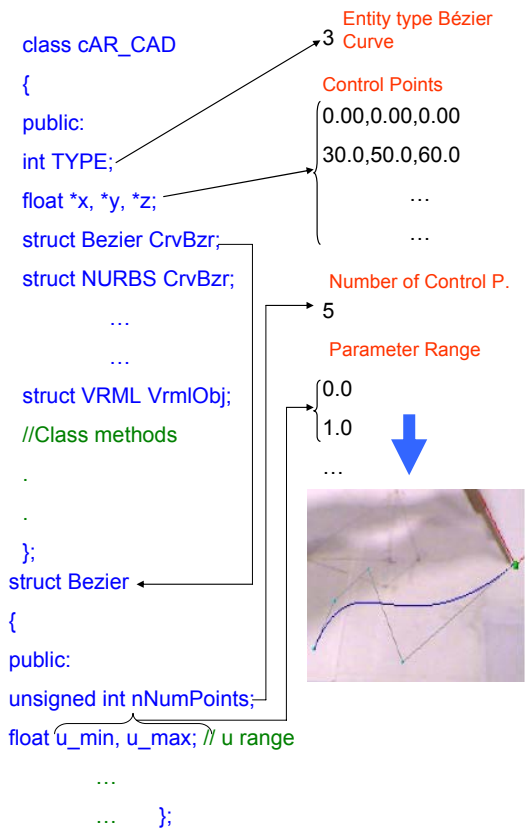 class cAR_CAD
{
public:
int TYPE;
float *x, *y, *z;
struct Bezier CrvBzr;
struct NURBS CrvBzr;
…
…
struct VRML VrmlObj;
//Class methods
.
.
};
struct Bezier
{
public:
unsigned int nNumPoints;
float u_min, u_max; // u range
…
… };
Entity type Bézier
3 Curve
Control Points
0.00,0.00,0.00
30.0,50.0,60.0
…
…
Number of Control P.
5
Parameter Range
0.0
1.0
…